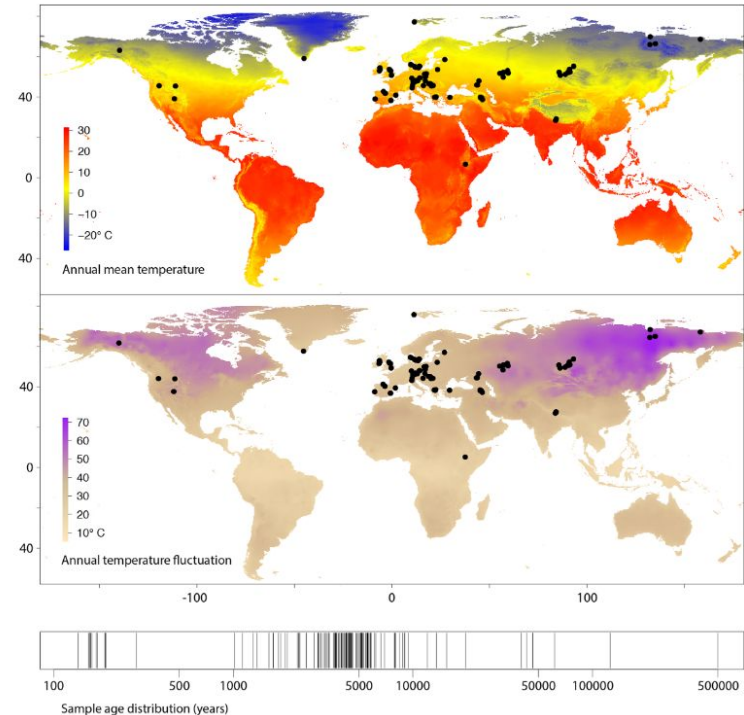 40
0
40
30
20
10
0
−10
−20° C
Annual mean temperature
40
0
40
70
60
50
40
30
20
10° C
Annual temperature fluctuation
-100 0 100
100 500 1000 5000 10000 50000 100000 500000
Sample age distribution (years)